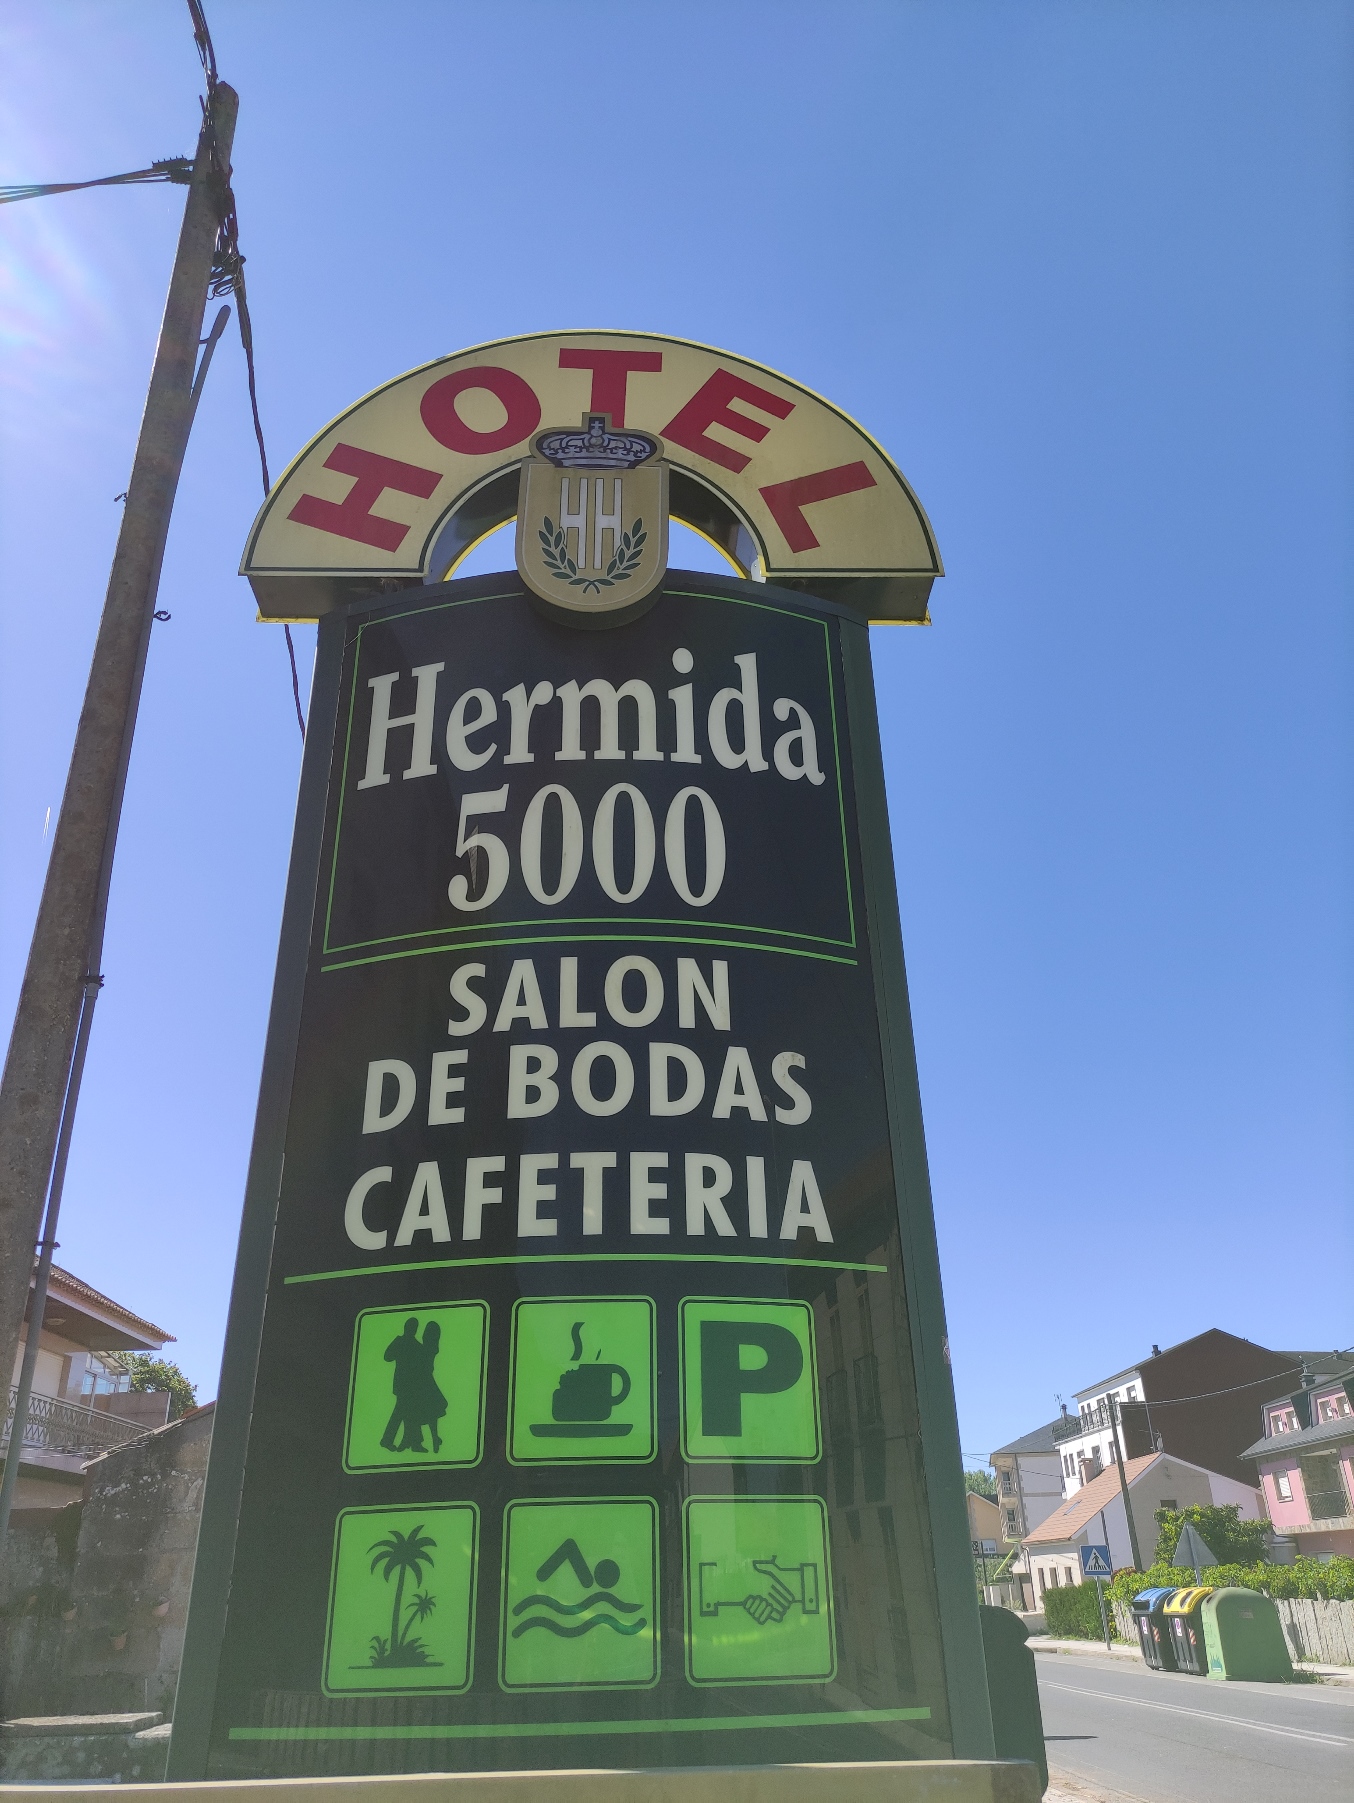 HOTEL
HH
Hermida
5000
SALON
DE BODAS
CAFETERIA
P